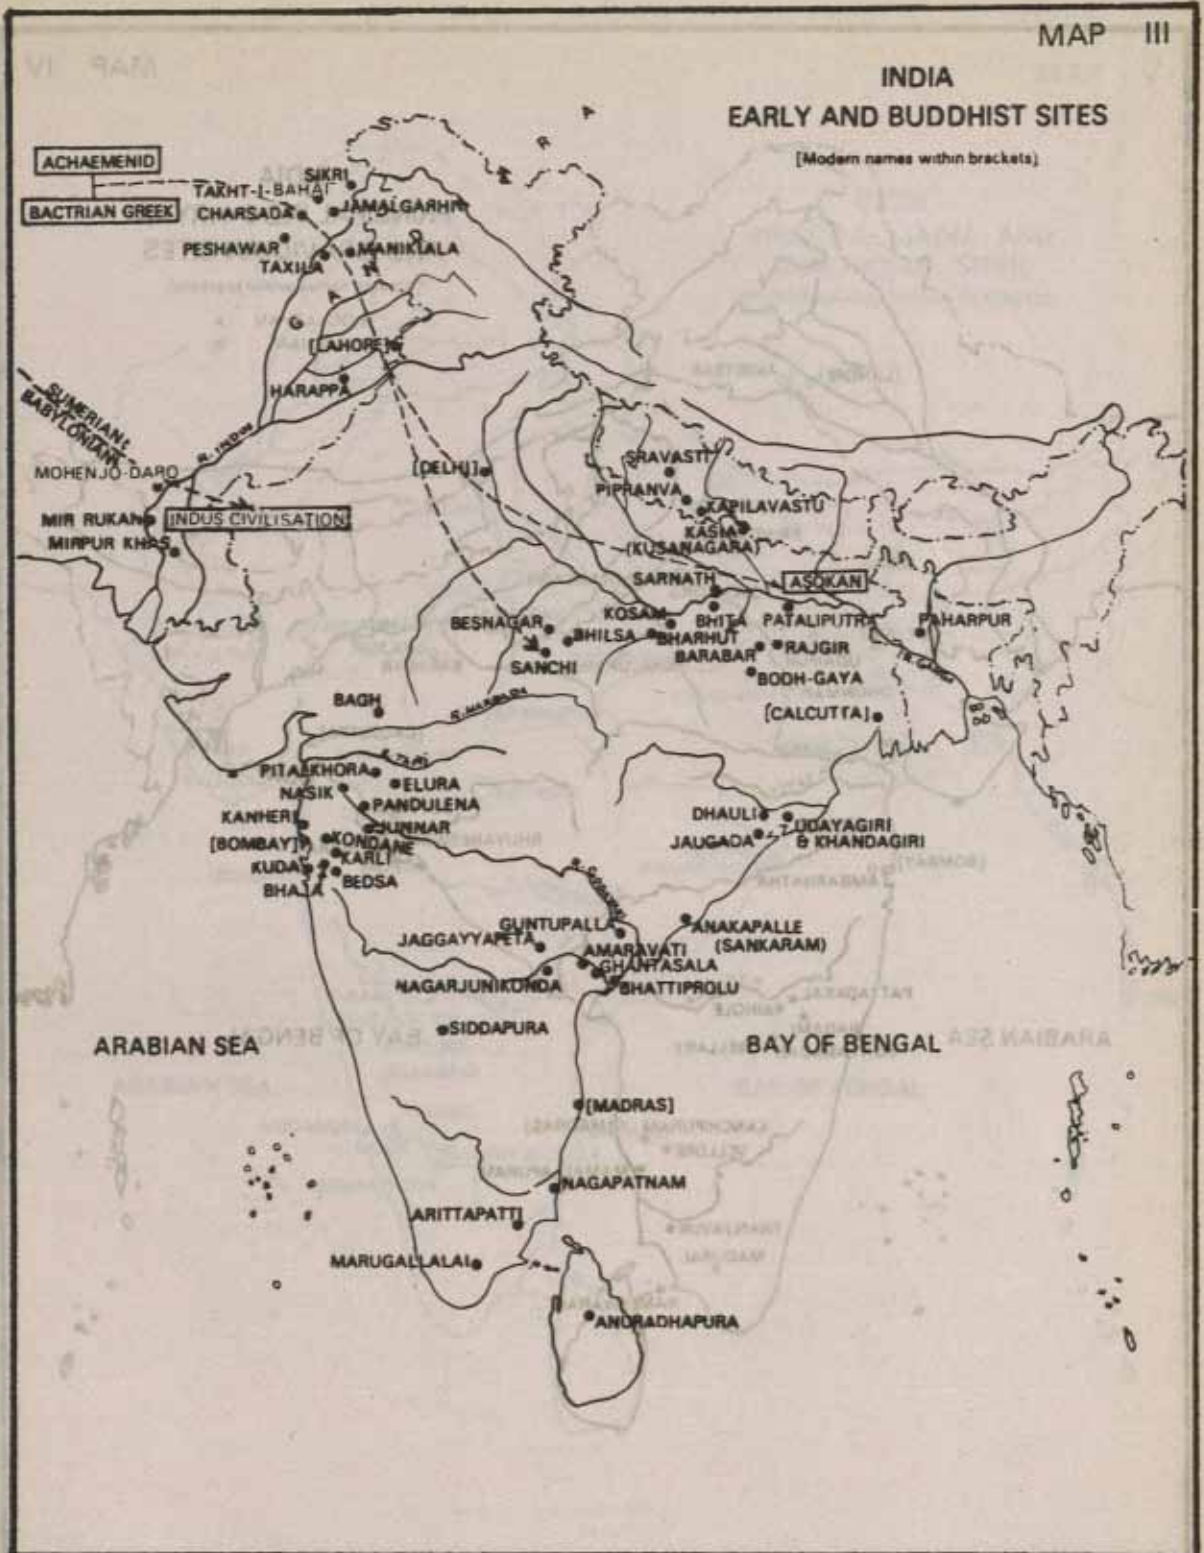 MAP III
INDIA
EARLY AND BUDDHIST SITES
[Modern names within brackets]
ACHAEMENID
BACTRIAN GREEK
SIKRI
TAKHT-I-BAHAI
CHARSADA
JAMALGARHI
PESHAWAR
MANIKIALA
TAXILA
[LAHORE]
HARAPPA
SUMERIAN
BABYLONIAN
R. INDUS
MOHENJO-DARO
MIR RUKAN
INDUS CIVILISATION
MIRPUR KHAS
[DELHI]
SRAVASTI
PIPRANVA
KAPILAVASTU
KASIA
(KUSANAGARA)
SARNATH
ASOKAN
KOSAM
BHITA
PATALIPUTRA
PAHARPUR
BESNAGAR
BHILSA
BHARHUT
SANCHI
BARABAR
RAJGIR
BODH-GAYA
BAGH
R. NARBADA
[CALCUTTA]
PITALKHORA
ELURA
NASIK
PANDULENA
KANHERI
JUNNAR
[BOMBAY]
KONDANE
KARLI
KUDA
BHAJA
BEDSA
DHAULI
UDAYAGIRI
& KHANDAGIRI
JAUGADA
GUNTUPALLA
ANAKAPALLE
(SANKARAM)
JAGGAYYAPETA
AMARAVATI
GHANTASALA
NAGARJUNIKONDA
BHATTIPROLU
SIDDAPURA
ARABIAN SEA
BAY OF BENGAL
[MADRAS]
NAGAPATNAM
ARITTAPATTI
MARUGALLALAI
ANURADHAPURA